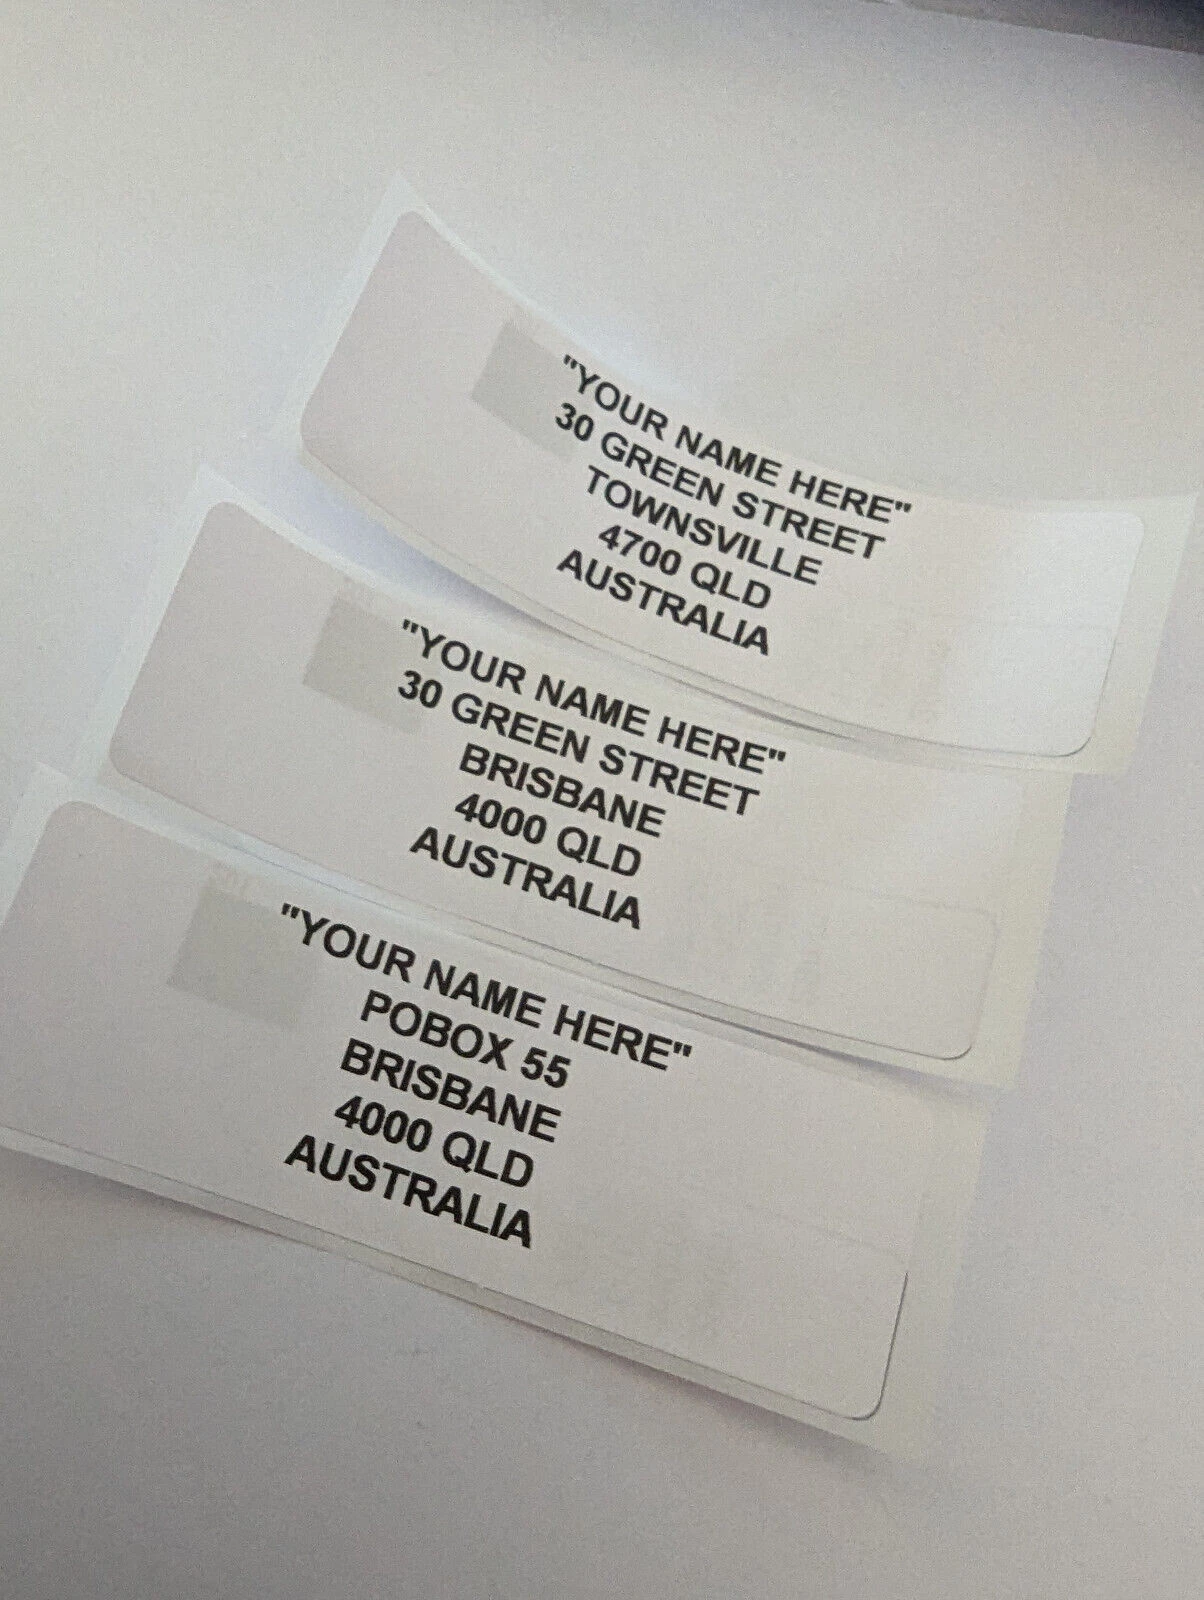 "YOUR NAME HERE"
30 GREEN STREET
TOWNSVILLE
4700 QLD
AUSTRALIA
"YOUR NAME HERE"
30 GREEN STREET
BRISBANE
4000 QLD
AUSTRALIA
"YOUR NAME HERE"
POBOX 55
BRISBANE
4000 QLD
AUSTRALIA